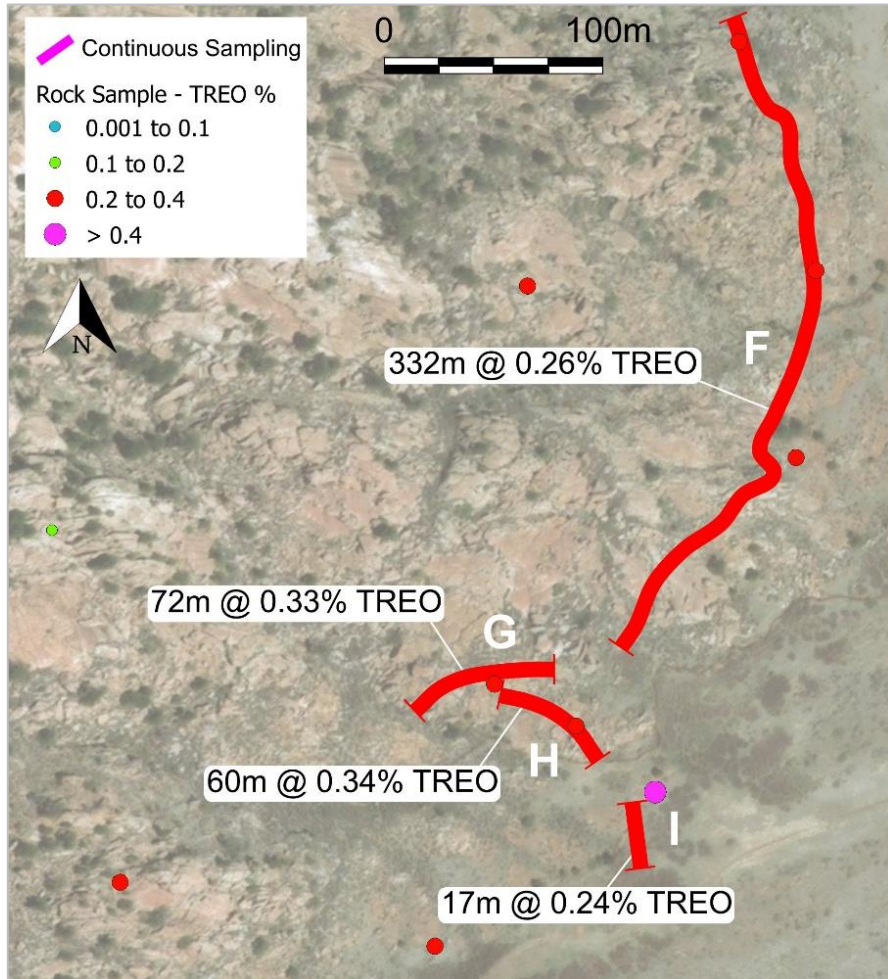 Continuous Sampling
Rock Sample - TREO %
0.001 to 0.1
0.1 to 0.2
0.2 to 0.4
> 0.4
0 100m
N
F
332m @ 0.26% TREO
72m @ 0.33% TREO
G
60m @ 0.34% TREO
H
I
17m @ 0.24% TREO